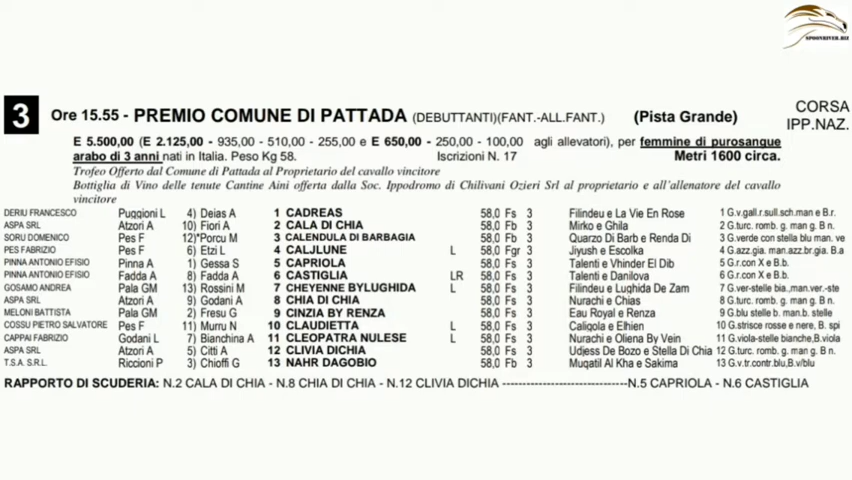 SPOONRIVER.BIZ
3 Ore 15.55 - PREMIO COMUNE DI PATTADA (DEBUTTANTI)(FANT.-ALL.FANT.) (Pista Grande) CORSA
IPP.NAZ.
E 5.500,00 (E 2.125,00 - 935,00 - 510,00 - 255,00 e E 650,00 - 250,00 - 100,00 agli allevatori), per femmine di purosangue
arabo di 3 anni nati in Italia. Peso Kg 58. Iscrizioni N. 17 Metri 1600 circa.
Trofeo Offerto dal Comune di Pattada al Proprietario del cavallo vincitore
Bottiglia di Vino delle tenute Cantine Aini offerta dalla Soc. Ippodromo di Chilivani Ozieri Srl al proprietario e all'allenatore del cavallo
vincitore
DERIU FRANCESCO Puggioni L 4) Deias A 1 CADREAS 58,0 Fs 3 Filindeu e La Vie En Rose 1 G.v.gall.r.sull.sch.man e B.r.
ASPA SRL Atzori A 10) Fiori A 2 CALA DI CHIA 58,0 Fb 3 Mirko e Ghila 2 G.turc. romb. g. man g. B n.
SORU DOMENICO Pes F 12)*Porcu M 3 CALENDULA DI BARBAGIA 58,0 Fb 3 Quarzo Di Barb e Renda Di 3 G.verde con stella blu man. ve
PES FABRIZIO Pes F 6) Etzi L 4 CALJLUNE L 58,0 Fgr 3 Jiyush e Escolka 4 G.azz.gia. man.azz.br.gia. B.a
PINNA ANTONIO EFISIO Pinna A 1) Gessa S 5 CAPRIOLA 58,0 Fs 3 Talenti e Vhinder El Dib 5 G.r.con X e B.b.
PINNA ANTONIO EFISIO Fadda A 8) Fadda A 6 CASTIGLIA LR 58,0 Fs 3 Talenti e Danilova 6 G.r.con X e B.b.
GOSAMO ANDREA Pala GM 13) Rossini M 7 CHEYENNE BYLUGHIDA L 58,0 Fs 3 Filindeu e Lughida De Zam 7 G.ver-stelle bia.,man.ver.-ste
ASPA SRL Atzori A 9) Godani A 8 CHIA DI CHIA 58,0 Fs 3 Nurachi e Chias 8 G.turc. romb. g. man g. B n.
MELONI BATTISTA Pala GM 2) Fresu G 9 CINZIA BY RENZA 58,0 Fs 3 Eau Royal e Renza 9 G.blu stelle b. man.b. stelle
COSSU PIETRO SALVATORE Pes F 11) Murru N 10 CLAUDIETTA L 58,0 Fs 3 Caligola e Elhien 10 G.strisce rosse e nere, B. spi
CAPPAI FABRIZIO Godani L 7) Bianchina A 11 CLEOPATRA NULESE L 58,0 Fs 3 Nurachi e Oliena By Vein 11 G.viola-stelle bianche,B.viola
ASPA SRL Atzori A 5) Citti A 12 CLIVIA DICHIA 58,0 Fs 3 Udjess De Bozo e Stella Di Chia 12 G.turc. romb. g. man g. B n.
T.S.A. S.R.L. Riccioni P 3) Chioffi G 13 NAHR DAGOBIO 58,0 Fb 3 Muqatil Al Kha e Sakima 13 G.v/tr.contr.blu,B.v/blu
RAPPORTO DI SCUDERIA: N.2 CALA DI CHIA - N.8 CHIA DI CHIA - N.12 CLIVIA DICHIA -------------------------------N.5 CAPRIOLA - N.6 CASTIGLIA